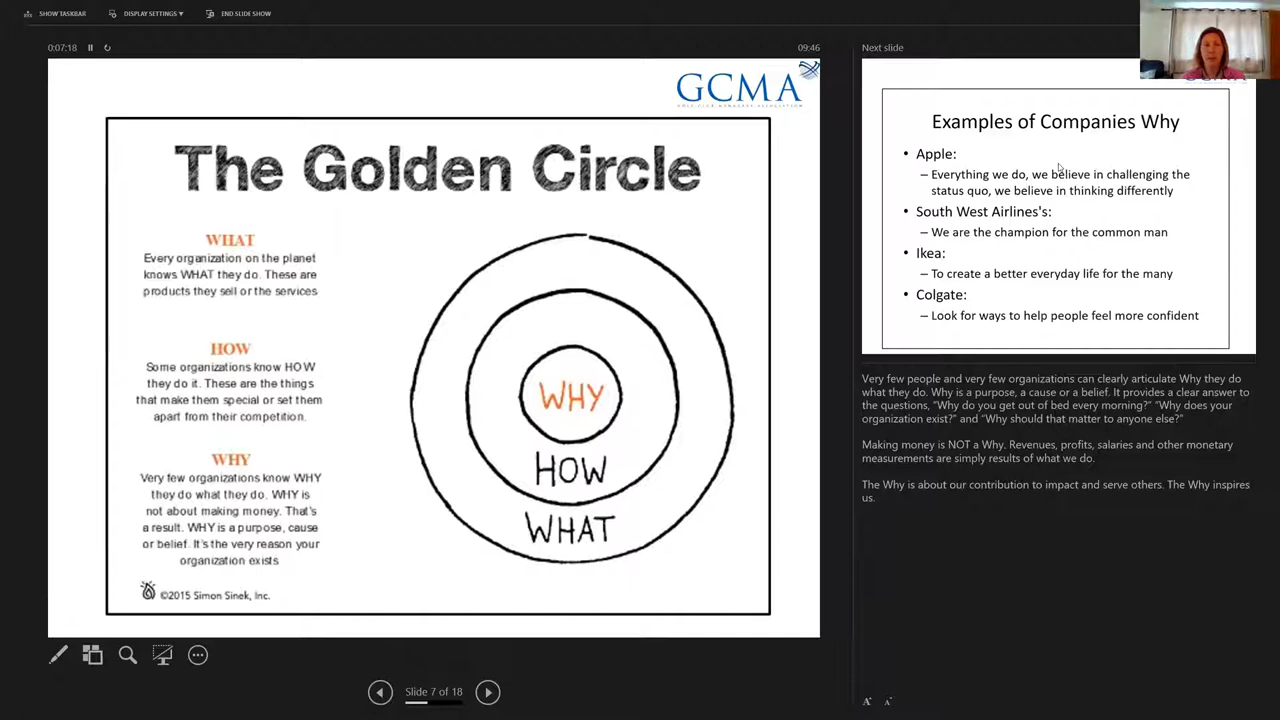 SHOW TASKBAR
DISPLAY SETTINGS ▾
END SLIDE SHOW
0:07:18
09:46
GCMA
The Golden Circle
WHAT
Every organization on the planet
knows WHAT they do. These are
products they sell or the services
HOW
Some organizations know HOW
they do it. These are the things
that make them special or set them
apart from their competition.
WHY
Very few organizations know WHY
they do what they do. WHY is
not about making money. That's
a result. WHY is a purpose, cause
or belief. It's the very reason your
organization exists
WHY
HOW
WHAT
©2015 Simon Sinek, Inc.
Slide 7 of 18
Next slide
Examples of Companies Why
• Apple:
– Everything we do, we believe in challenging the
status quo, we believe in thinking differently
• South West Airlines's:
– We are the champion for the common man
• Ikea:
– To create a better everyday life for the many
• Colgate:
– Look for ways to help people feel more confident
Very few people and very few organizations can clearly articulate Why they do
what they do. Why is a purpose, a cause or a belief. It provides a clear answer to
the questions, "Why do you get out of bed every morning?" "Why does your
organization exist?" and "Why should that matter to anyone else?"
Making money is NOT a Why. Revenues, profits, salaries and other monetary
measurements are simply results of what we do.
The Why is about our contribution to impact and serve others. The Why inspires
us.
A A